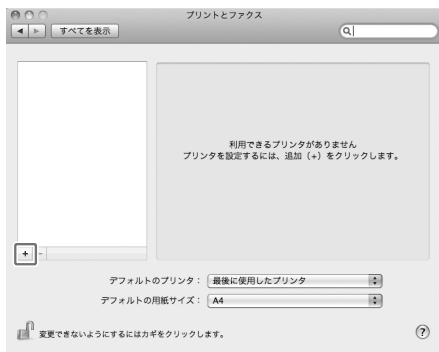 プリントとファクス
すべてを表示
利用できるプリンタがありません
プリンタを設定するには、追加（+）をクリックします。
+ -
デフォルトのプリンタ： 最後に使用したプリンタ
デフォルトの用紙サイズ： A4
変更できないようにするにはカギをクリックします。 ?